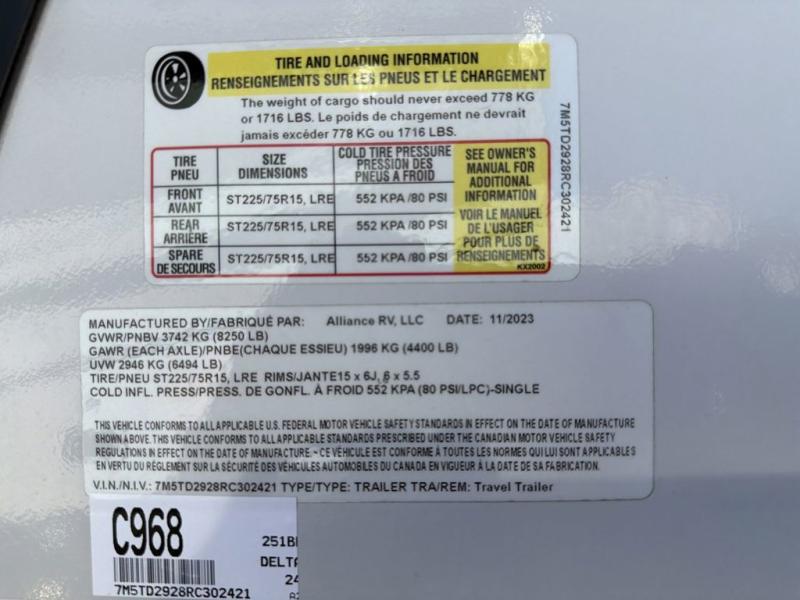 TIRE AND LOADING INFORMATION
RENSEIGNEMENTS SUR LES PNEUS ET LE CHARGEMENT
The weight of cargo should never exceed 778 KG
or 1716 LBS. Le poids de chargement ne devrait
jamais excéder 778 KG ou 1716 LBS.
TIRE
PNEU
SIZE
DIMENSIONS
COLD TIRE PRESSURE
PRESSION DES
PNEUS A FROID
SEE OWNER'S
MANUAL FOR
ADDITIONAL
INFORMATION
VOIR LE MANUEL
DE L'USAGER
POUR PLUS DE
RENSEIGNEMENTS
KX2002
FRONT
AVANT
ST225/75R15, LRE
552 KPA /80 PSI
REAR
ARRIÈRE
ST225/75R15, LRE
552 KPA /80 PSI
SPARE
DE SECOURS
ST225/75R15, LRE
552 KPA /80 PSI
7M5TD2928RC302421
MANUFACTURED BY/FABRIQUÉ PAR: Alliance RV, LLC DATE: 11/2023
GVWR/PNBV 3742 KG (8250 LB)
GAWR (EACH AXLE)/PNBE(CHAQUE ESSIEU) 1996 KG (4400 LB)
UVW 2946 KG (6494 LB)
TIRE/PNEU ST225/75R15, LRE RIMS/JANTE15 x 6J, 6 x 5.5
COLD INFL. PRESS/PRESS. DE GONFL. À FROID 552 KPA (80 PSI/LPC)-SINGLE
THIS VEHICLE CONFORMS TO ALL APPLICABLE U.S. FEDERAL MOTOR VEHICLE SAFETY STANDARDS IN EFFECT ON THE DATE OF MANUFACTURE
SHOWN ABOVE. THIS VEHICLE CONFORMS TO ALL APPLICABLE STANDARDS PRESCRIBED UNDER THE CANADIAN MOTOR VEHICLE SAFETY
REGULATIONS IN EFFECT ON THE DATE OF MANUFACTURE. ~ CE VÉHICULE EST CONFORME À TOUTES LES NORMES QUI LUI SONT APPLICABLES
EN VERTU DU RÈGLEMENT SUR LA SÉCURITÉ DES VÉHICULES AUTOMOBILES DU CANADA EN VIGUEUR À LA DATE DE SA FABRICATION.
V.I.N./N.I.V.: 7M5TD2928RC302421 TYPE/TYPE: TRAILER TRA/REM: Travel Trailer
C968
251B
DELT
24
7M5TD2928RC302421